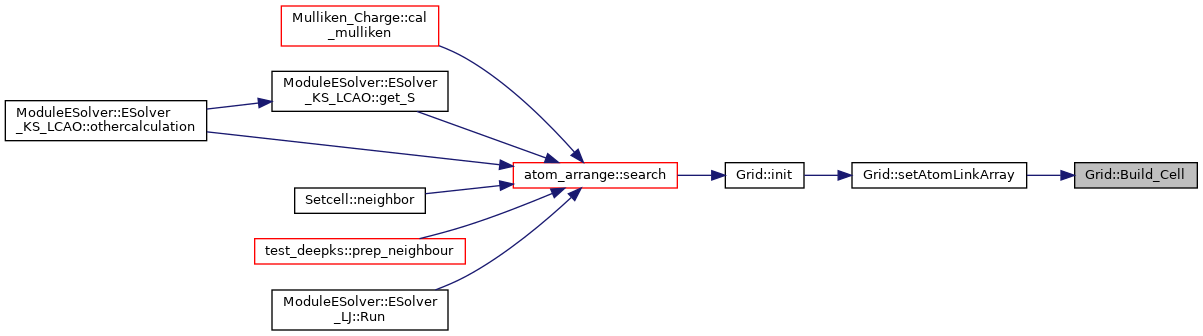 Mulliken_Charge::cal
_mulliken
ModuleESolver::ESolver
_KS_LCAO::get_S
ModuleESolver::ESolver
_KS_LCAO::othercalculation
atom_arrange::search
Grid::init
Grid::setAtomLinkArray
Grid::Build_Cell
Setcell::neighbor
test_deepks::prep_neighbour
ModuleESolver::ESolver
_LJ::Run